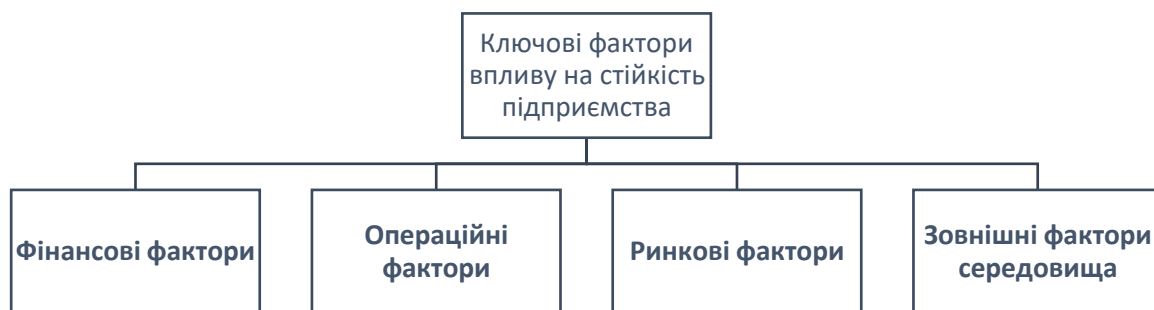 Ключові фактори
впливу на стійкість
підприємства
Фінансові фактори
Операційні
фактори
Ринкові фактори
Зовнішні фактори
середовища